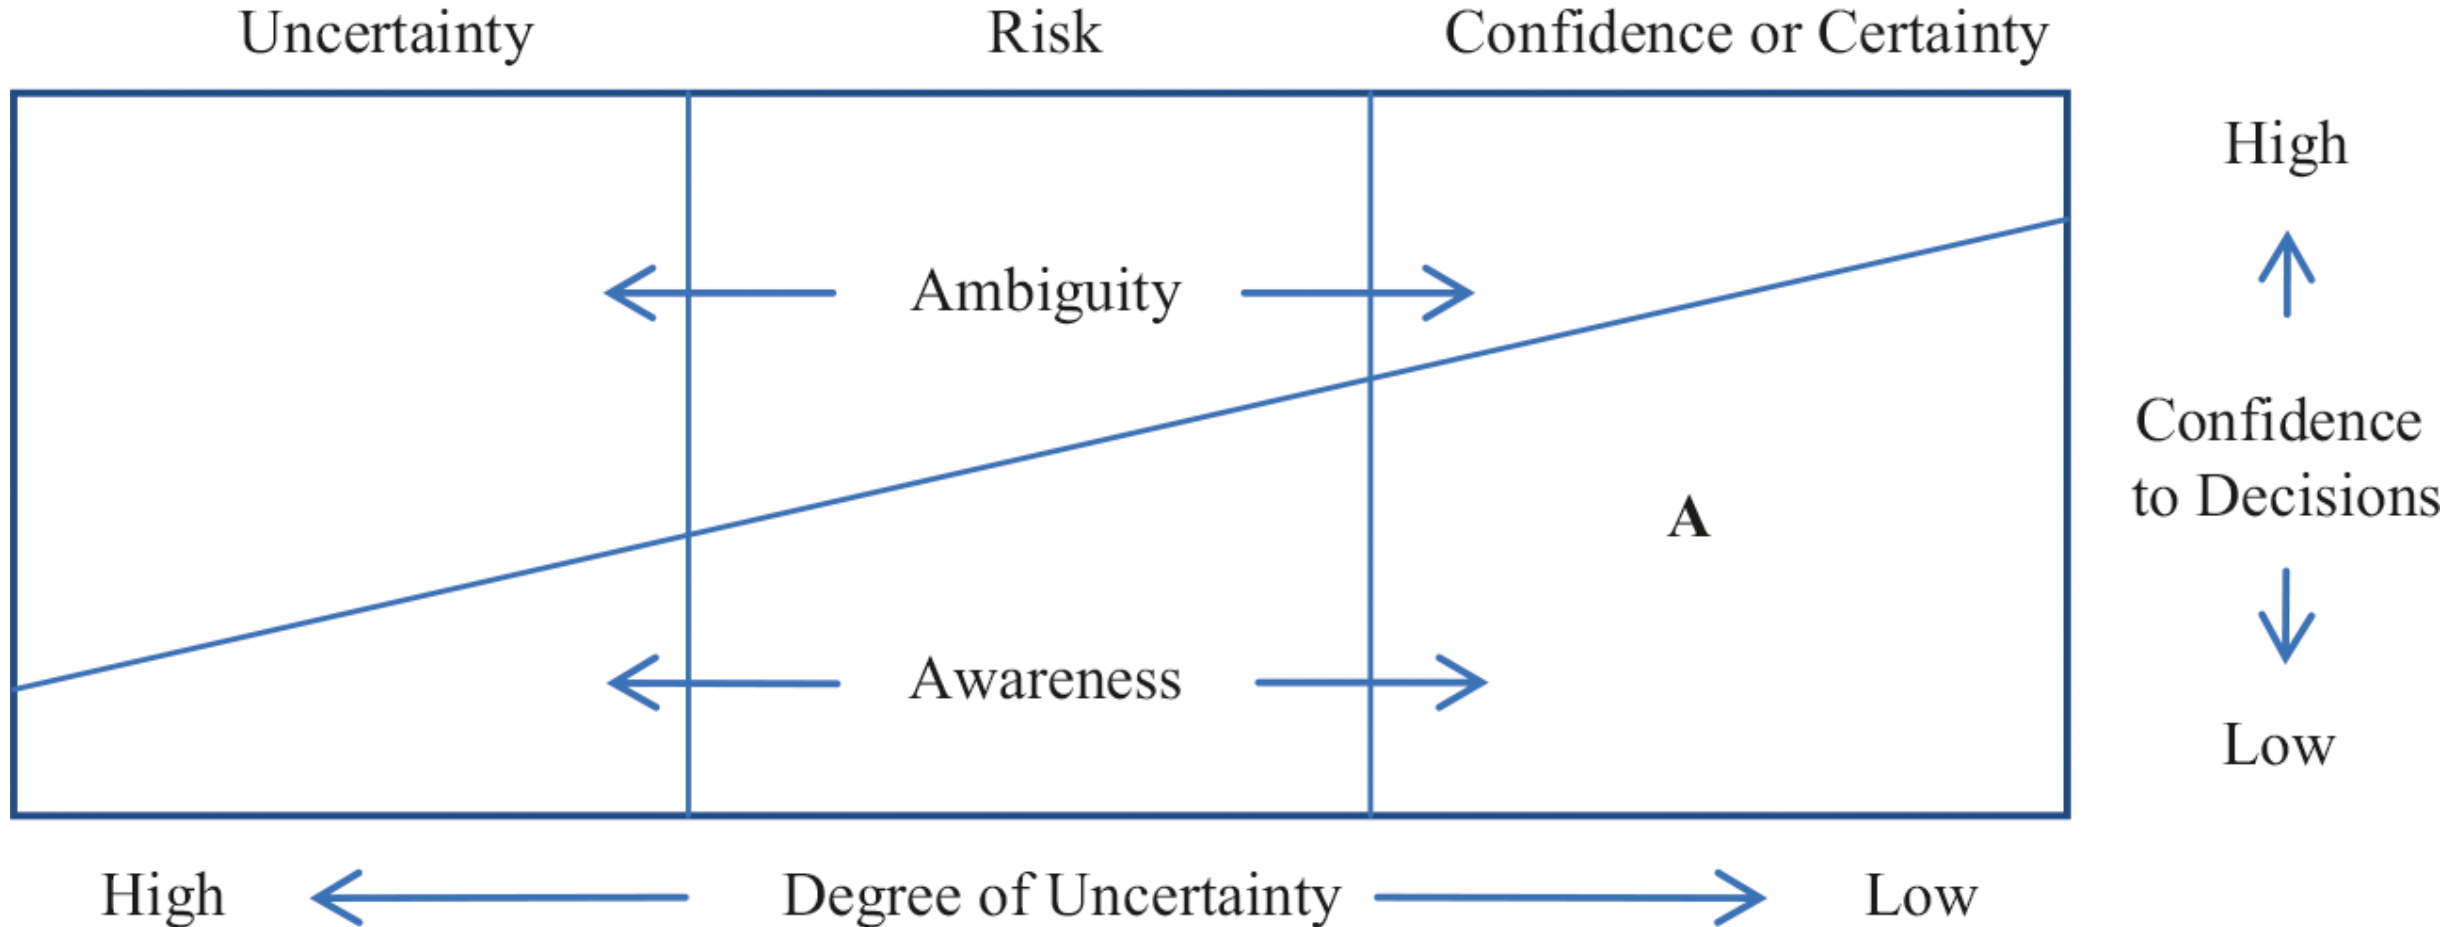 Uncertainty
Risk
Confidence or Certainty
High
Ambiguity
Confidence
to Decisions
A
Awareness
Low
High
Degree of Uncertainty
Low